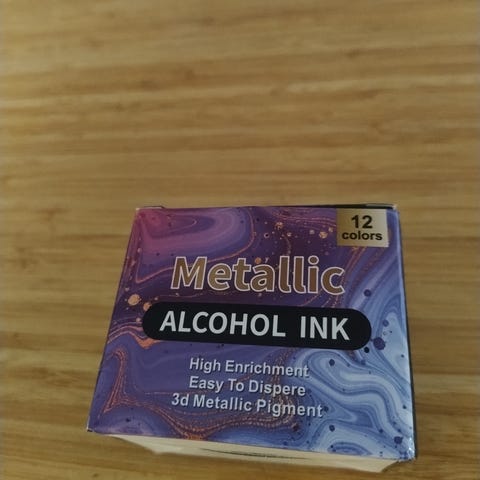 12
colors
Metallic
ALCOHOL INK
High Enrichment
Easy To Dispere
3d Metallic Pigment